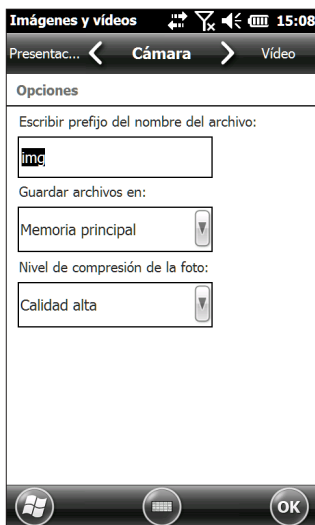 Imágenes y vídeos 15:08
Presentac... Cámara Vídeo
Opciones
Escribir prefijo del nombre del archivo:
img
Guardar archivos en:
Memoria principal
Nivel de compresión de la foto:
Calidad alta
OK